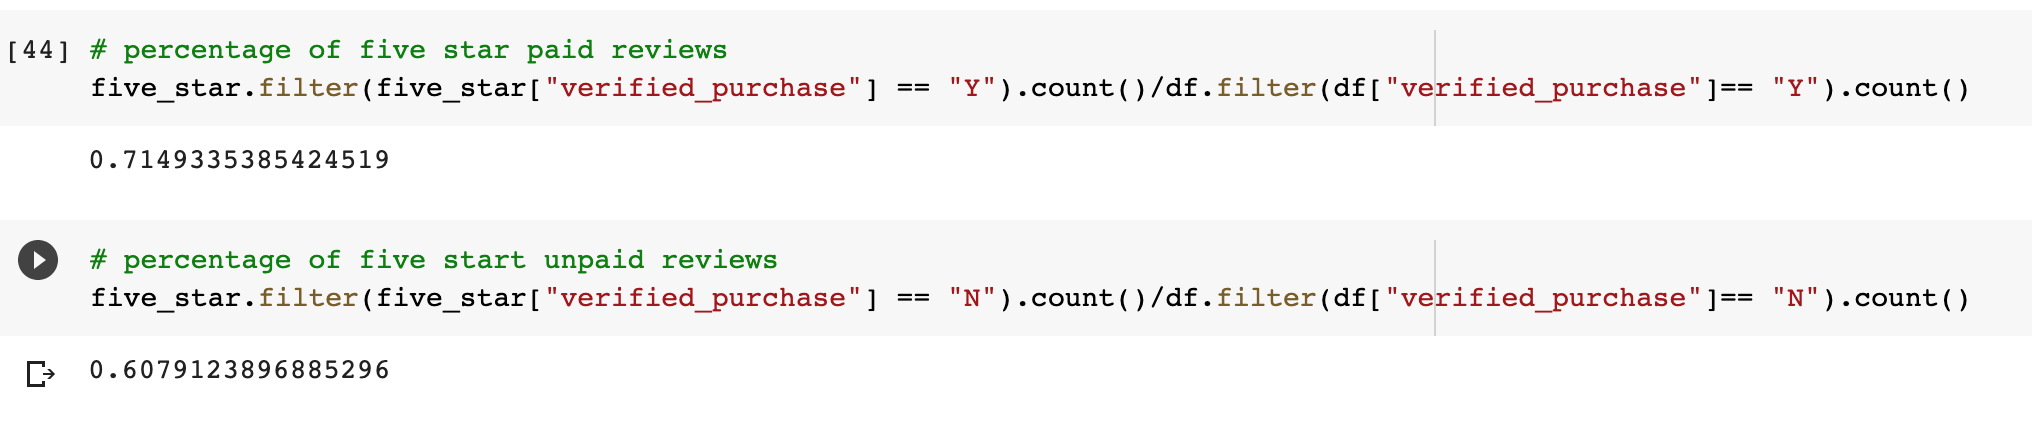 [44] # percentage of five star paid reviews
five_star.filter(five_star["verified_purchase"] == "Y").count()/df.filter(df["verified_purchase"]== "Y").count()
0.7149335385424519
# percentage of five start unpaid reviews
five_star.filter(five_star["verified_purchase"] == "N").count()/df.filter(df["verified_purchase"]== "N").count()
0.6079123896885296